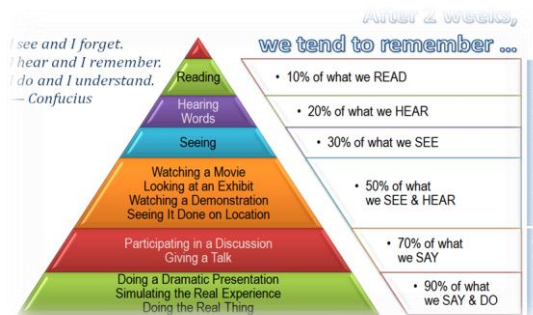 After 2 weeks,
we tend to remember ...
I see and I forget.
I hear and I remember.
I do and I understand.
— Confucius
Reading
Hearing
Words
Seeing
Watching a Movie
Looking at an Exhibit
Watching a Demonstration
Seeing It Done on Location
Participating in a Discussion
Giving a Talk
Doing a Dramatic Presentation
Simulating the Real Experience
Doing the Real Thing
• 10% of what we READ
• 20% of what we HEAR
• 30% of what we SEE
• 50% of what
we SEE & HEAR
• 70% of what
we SAY
• 90% of what
we SAY & DO